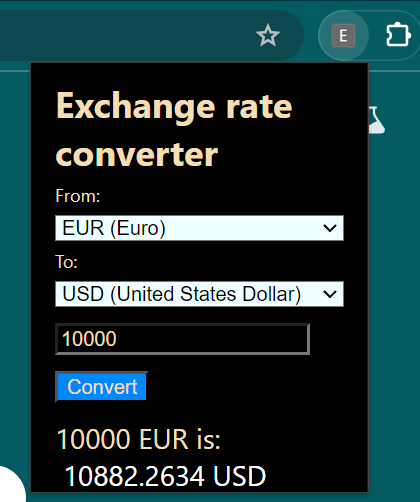 E
Exchange rate
converter
From:
EUR (Euro)
To:
USD (United States Dollar)
10000
Convert
10000 EUR is:
10882.2634 USD